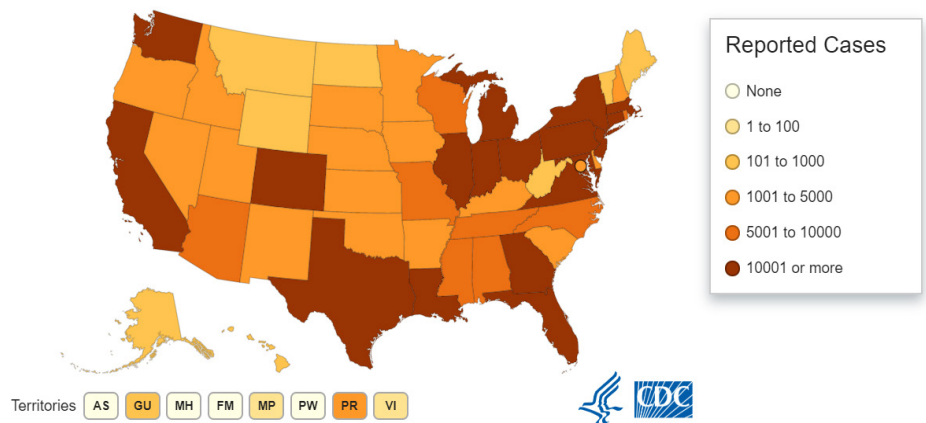 Reported Cases
None
1 to 100
101 to 1000
1001 to 5000
5001 to 10000
10001 or more
Territories AS GU MH FM MP PW PR VI
CDC